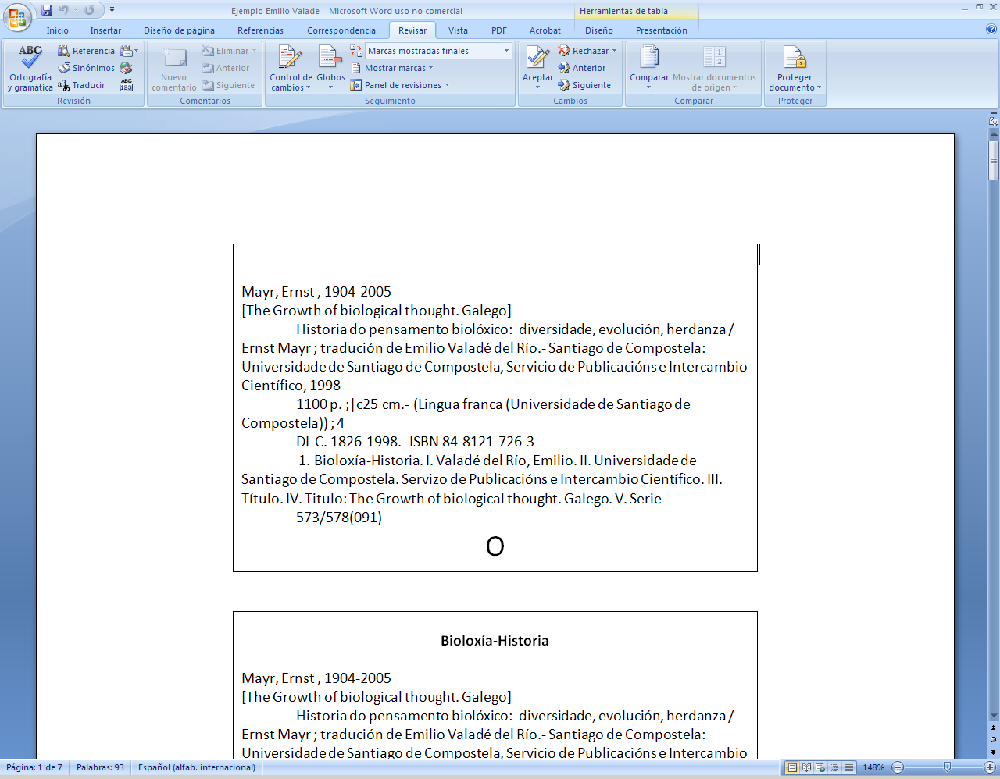 Ejemplo Emilio Valade - Microsoft Word uso no comercial
Herramientas de tabla
Inicio Insertar Diseño de página Referencias Correspondencia Revisar Vista PDF Acrobat Diseño Presentación
ABC Ortografía y gramática
Referencia
Sinónimos
Traducir
ABC 123
Revisión
Nuevo comentario
Eliminar
Anterior
Siguiente
Comentarios
Control de cambios
Globos
Marcas mostradas finales
Mostrar marcas
Panel de revisiones
Seguimiento
Aceptar
Rechazar
Anterior
Siguiente
Cambios
Comparar
1
2
Mostrar documentos de origen
Comparar
Proteger documento
Proteger
Mayr, Ernst , 1904-2005
[The Growth of biological thought. Galego]
Historia do pensamento biolóxico:  diversidade, evolución, herdanza /
Ernst Mayr ; tradución de Emilio Valadé del Río.- Santiago de Compostela:
Universidade de Santiago de Compostela, Servicio de Publicacións e Intercambio
Científico, 1998
1100 p. ;|c25 cm.- (Lingua franca (Universidade de Santiago de
Compostela)) ; 4
DL C. 1826-1998.- ISBN 84-8121-726-3
1. Bioloxía-Historia. I. Valadé del Río, Emilio. II. Universidade de
Santiago de Compostela. Servizo de Publicacións e Intercambio Científico. III.
Título. IV. Titulo: The Growth of biological thought. Galego. V. Serie
573/578(091)
O
Bioloxía-Historia
Mayr, Ernst , 1904-2005
[The Growth of biological thought. Galego]
Historia do pensamento biolóxico:  diversidade, evolución, herdanza /
Ernst Mayr ; tradución de Emilio Valadé del Río.- Santiago de Compostela:
Universidade de Santiago de Compostela, Servicio de Publicacións e Intercambio
Página: 1 de 7 Palabras: 93 Español (alfab. internacional) 148%